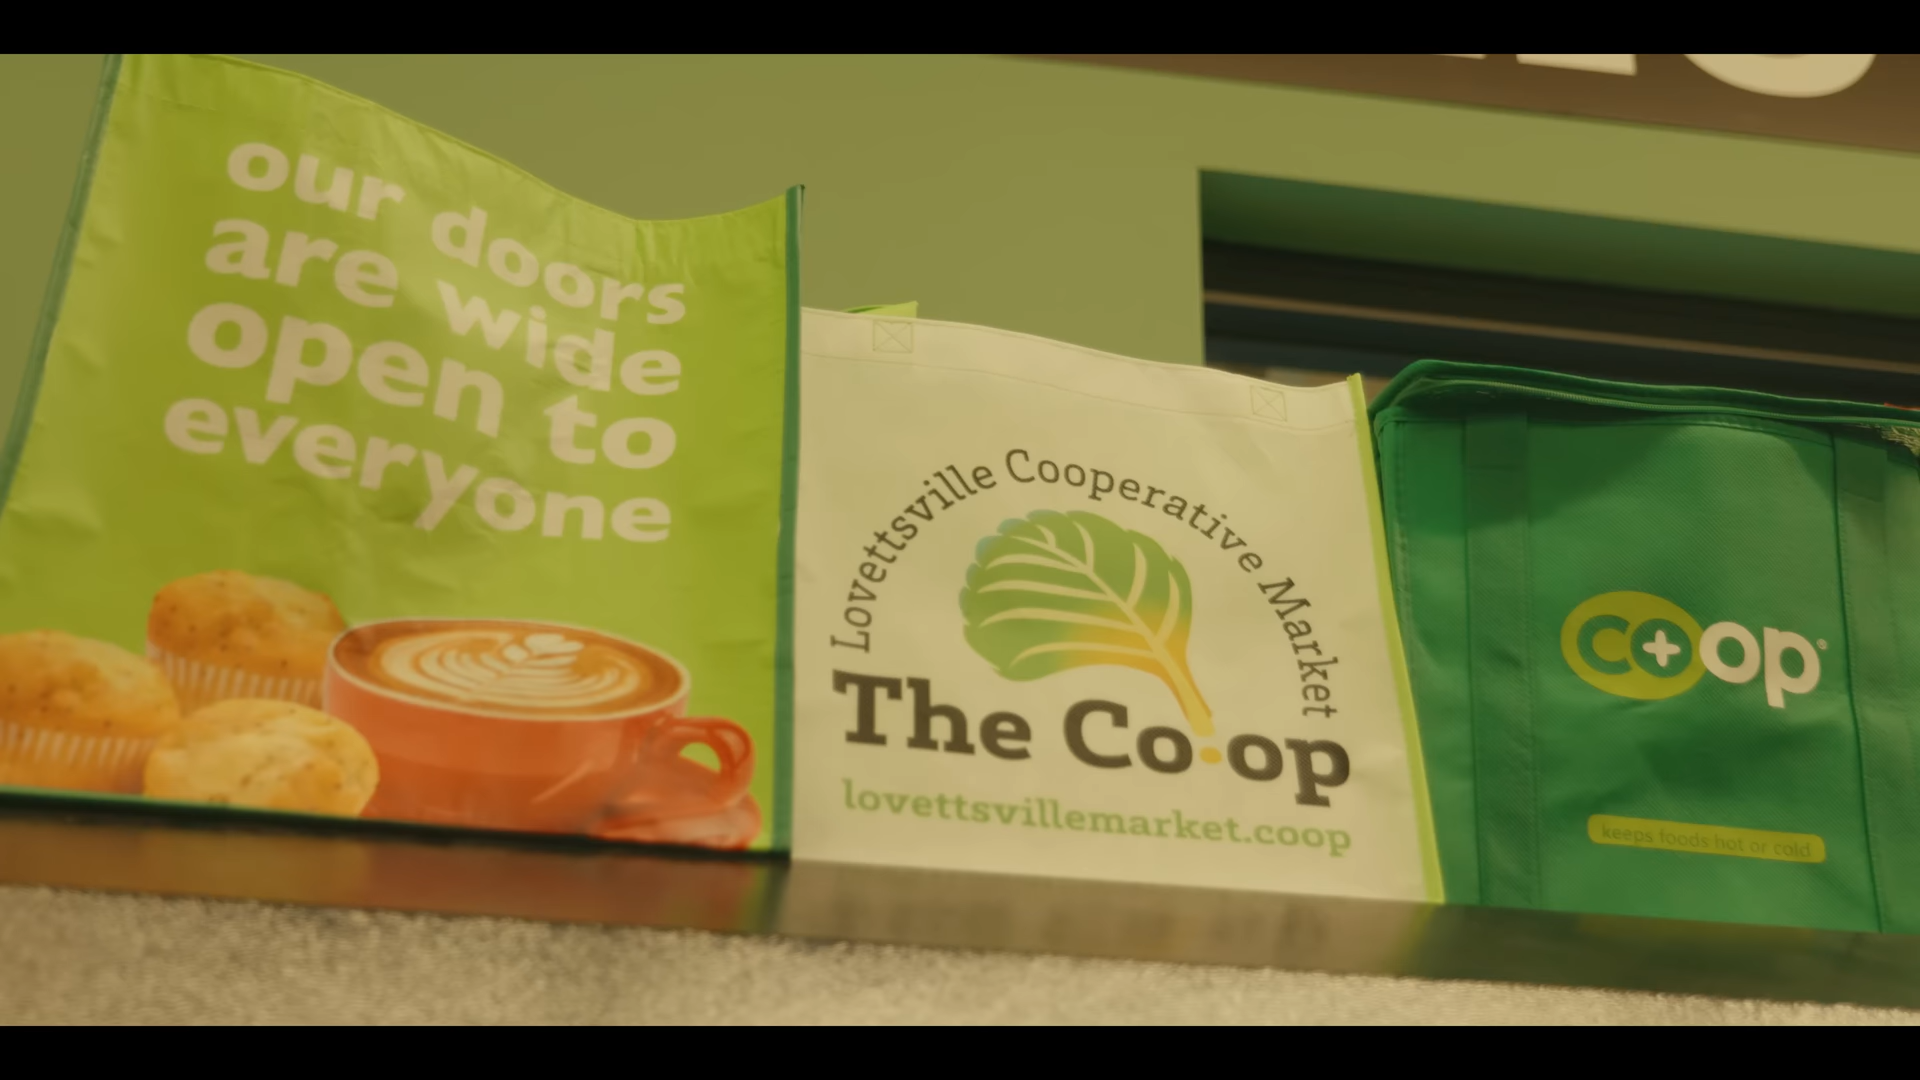 our doors
are wide
open to
everyone
Lovettsville Cooperative Market
The Co·op
lovettsvillemarket.coop
co+op®
keeps foods hot or cold